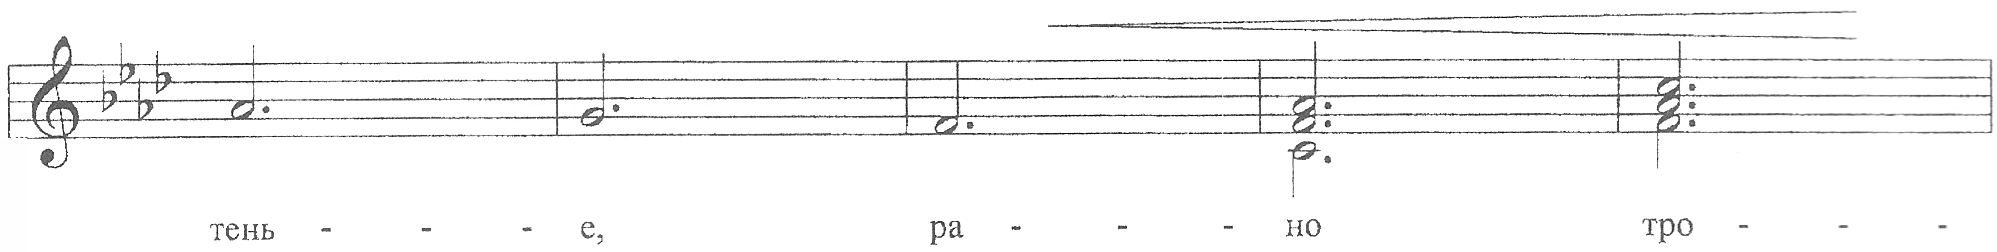 тень - - - е, ра - - - но тро - - -